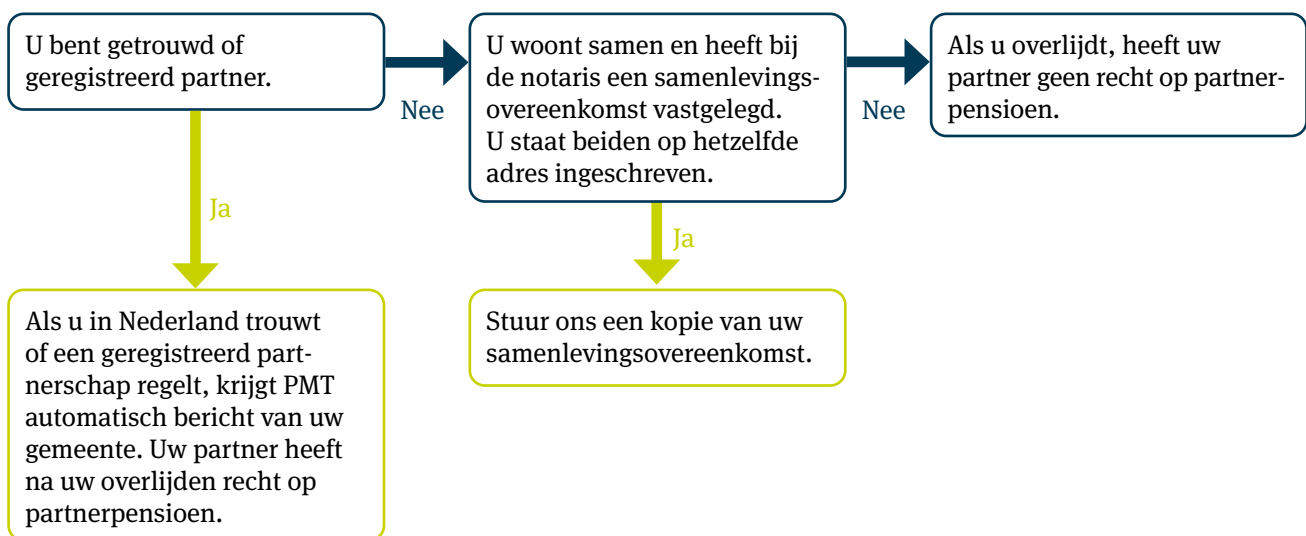 U bent getrouwd of
geregistreerd partner.
Nee
U woont samen en heeft bij
de notaris een samenlevings-
overeenkomst vastgelegd.
U staat beiden op hetzelfde
adres ingeschreven.
Nee
Als u overlijdt, heeft uw
partner geen recht op partner-
pensioen.
Ja
Ja
Als u in Nederland trouwt
of een geregistreerd part-
nerschap regelt, krijgt PMT
automatisch bericht van uw
gemeente. Uw partner heeft
na uw overlijden recht op
partnerpensioen.
Stuur ons een kopie van uw
samenlevingsovereenkomst.